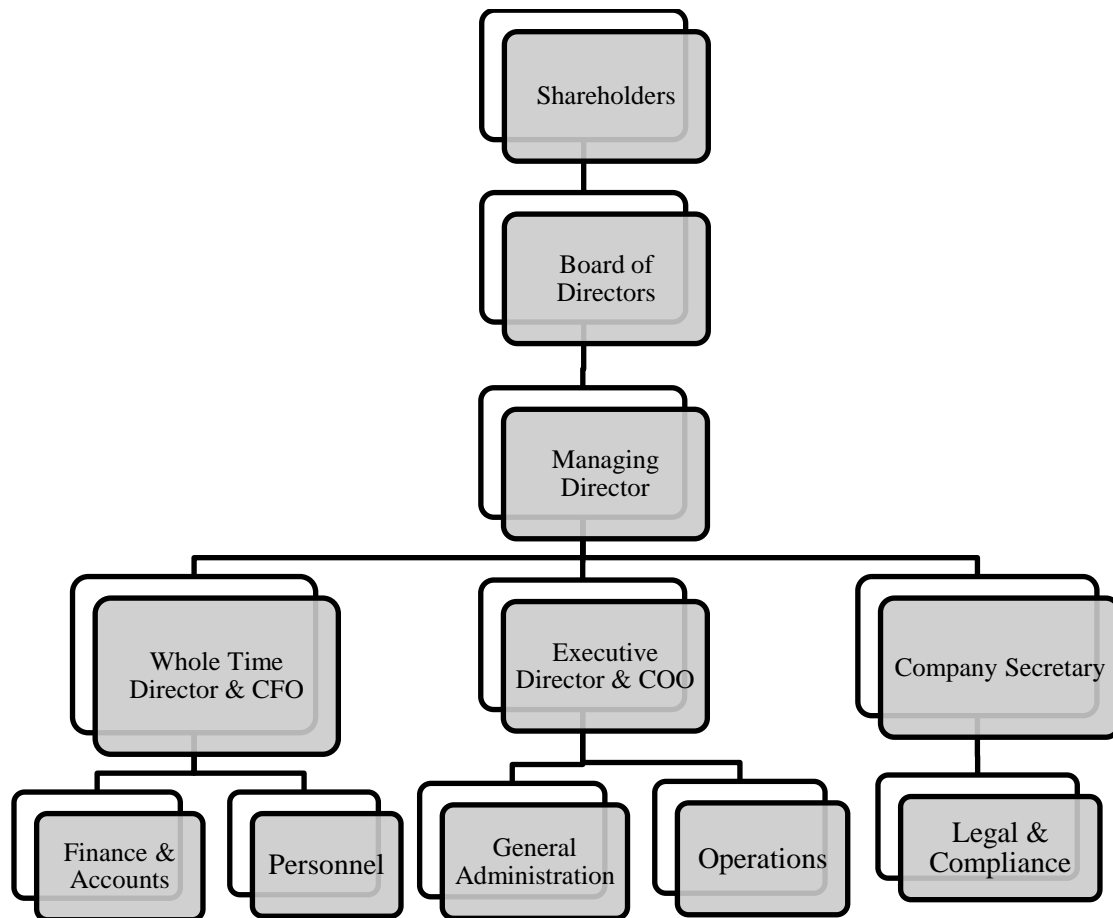 Shareholders
Board of
Directors
Managing
Director
Whole Time
Director & CFO
Executive
Director & COO
Company Secretary
Finance &
Accounts
Personnel
General
Administration
Operations
Legal &
Compliance